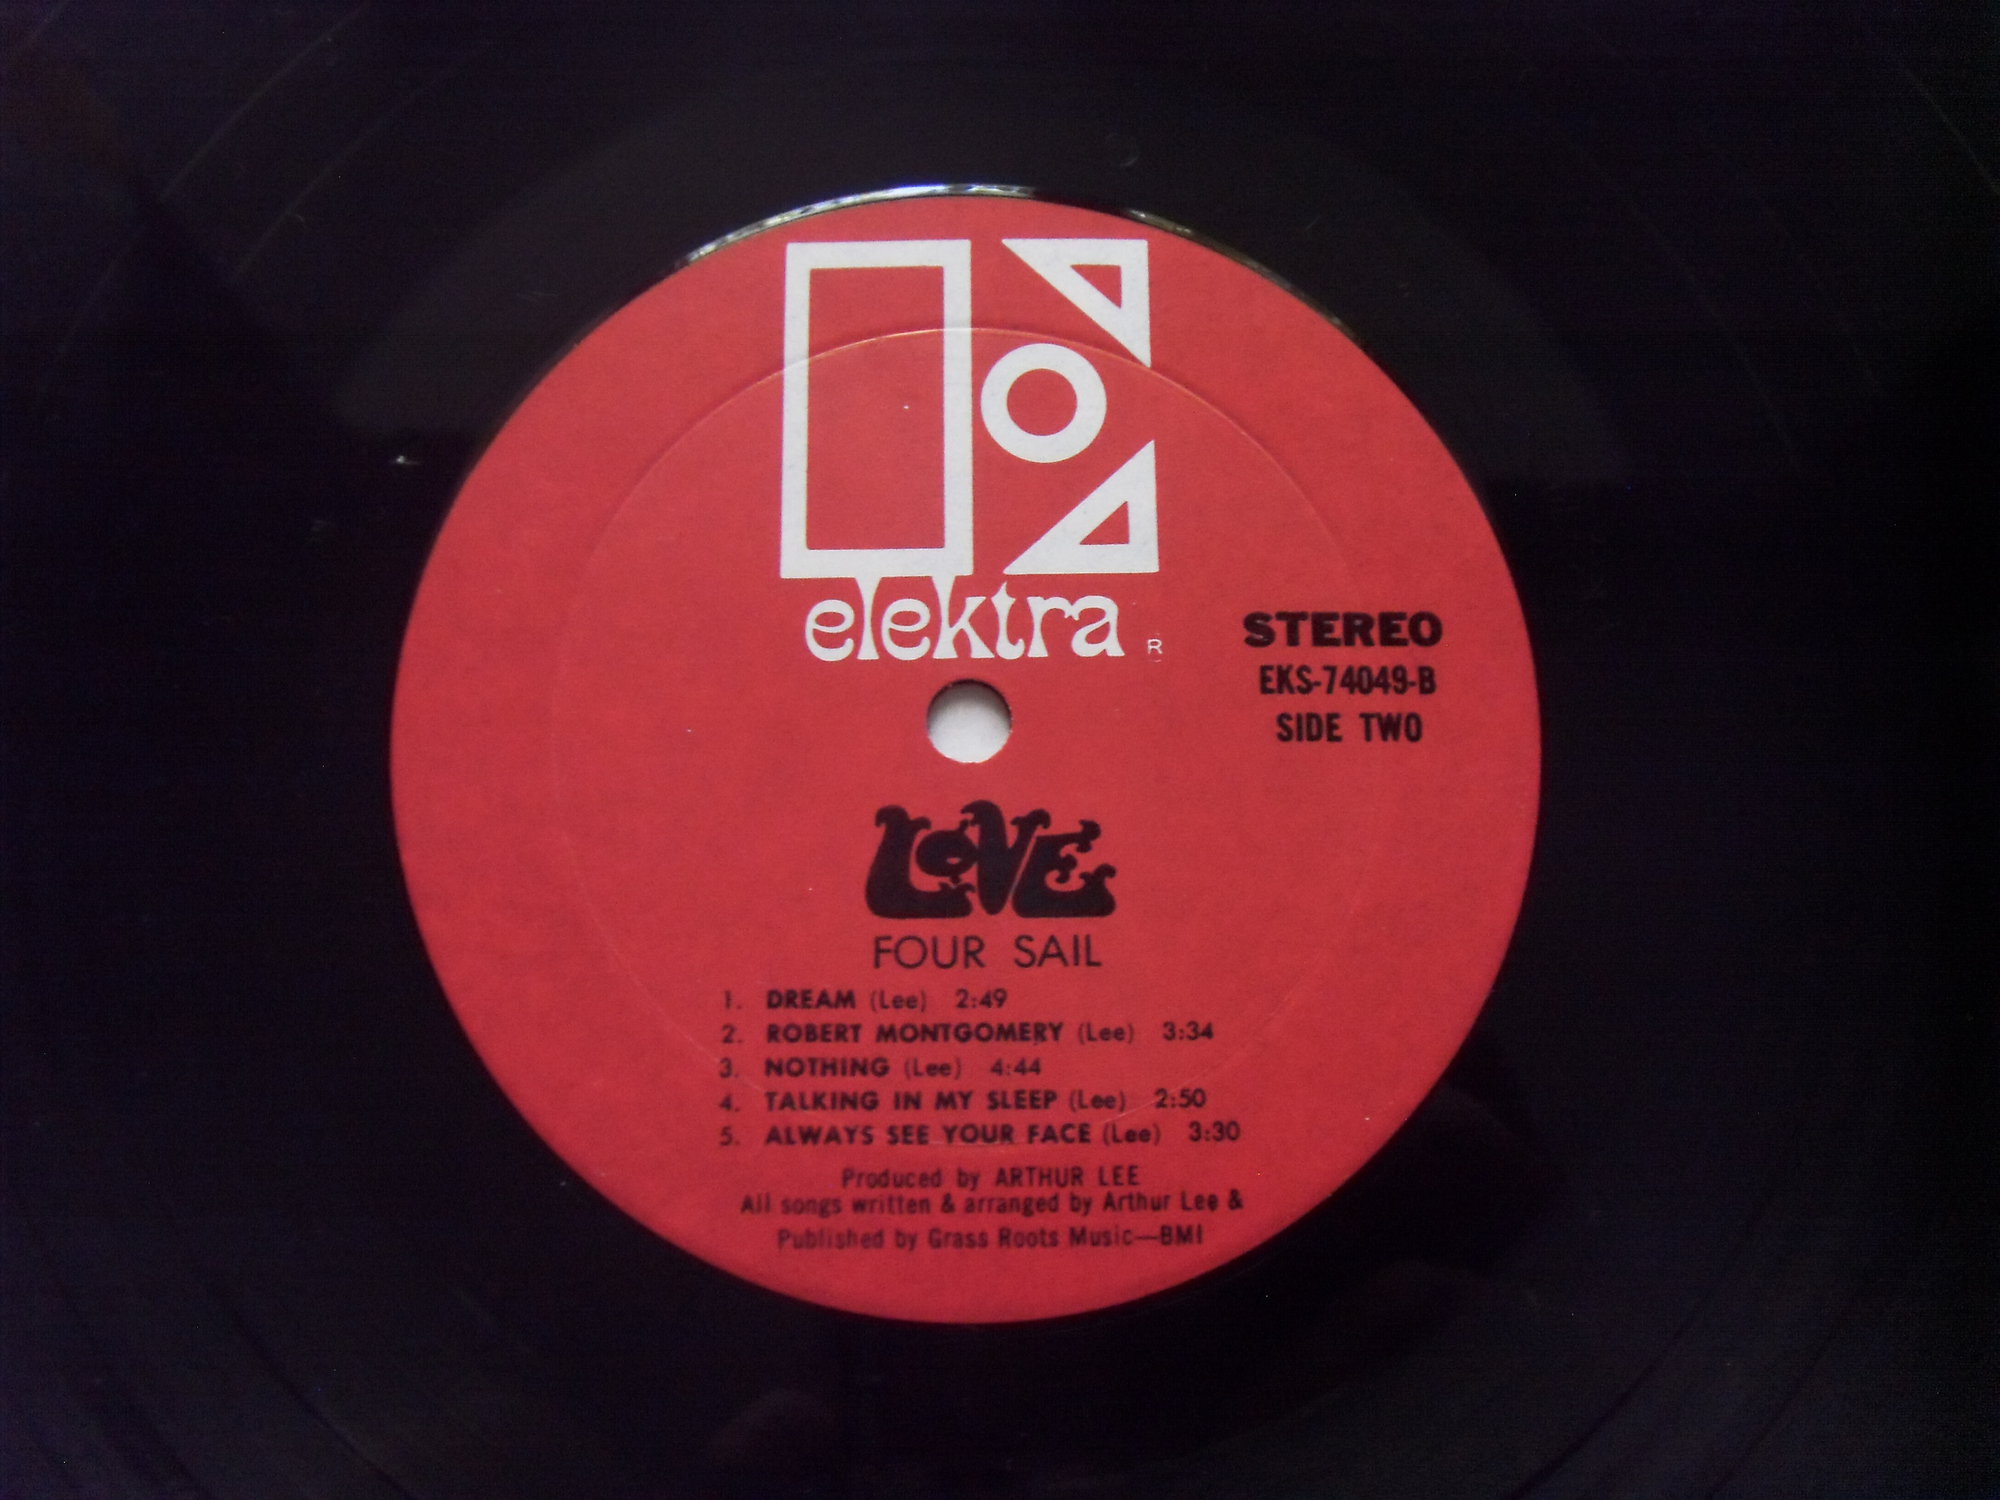 elektra R
STEREO
EKS-74049-B
SIDE TWO
LOVE
FOUR SAIL
1. DREAM (Lee) 2:49
2. ROBERT MONTGOMERY (Lee) 3:34
3. NOTHING (Lee) 4:44
4. TALKING IN MY SLEEP (Lee) 2:50
5. ALWAYS SEE YOUR FACE (Lee) 3:30
Produced by ARTHUR LEE
All songs written & arranged by Arthur Lee &
Published by Grass Roots Music—BMI